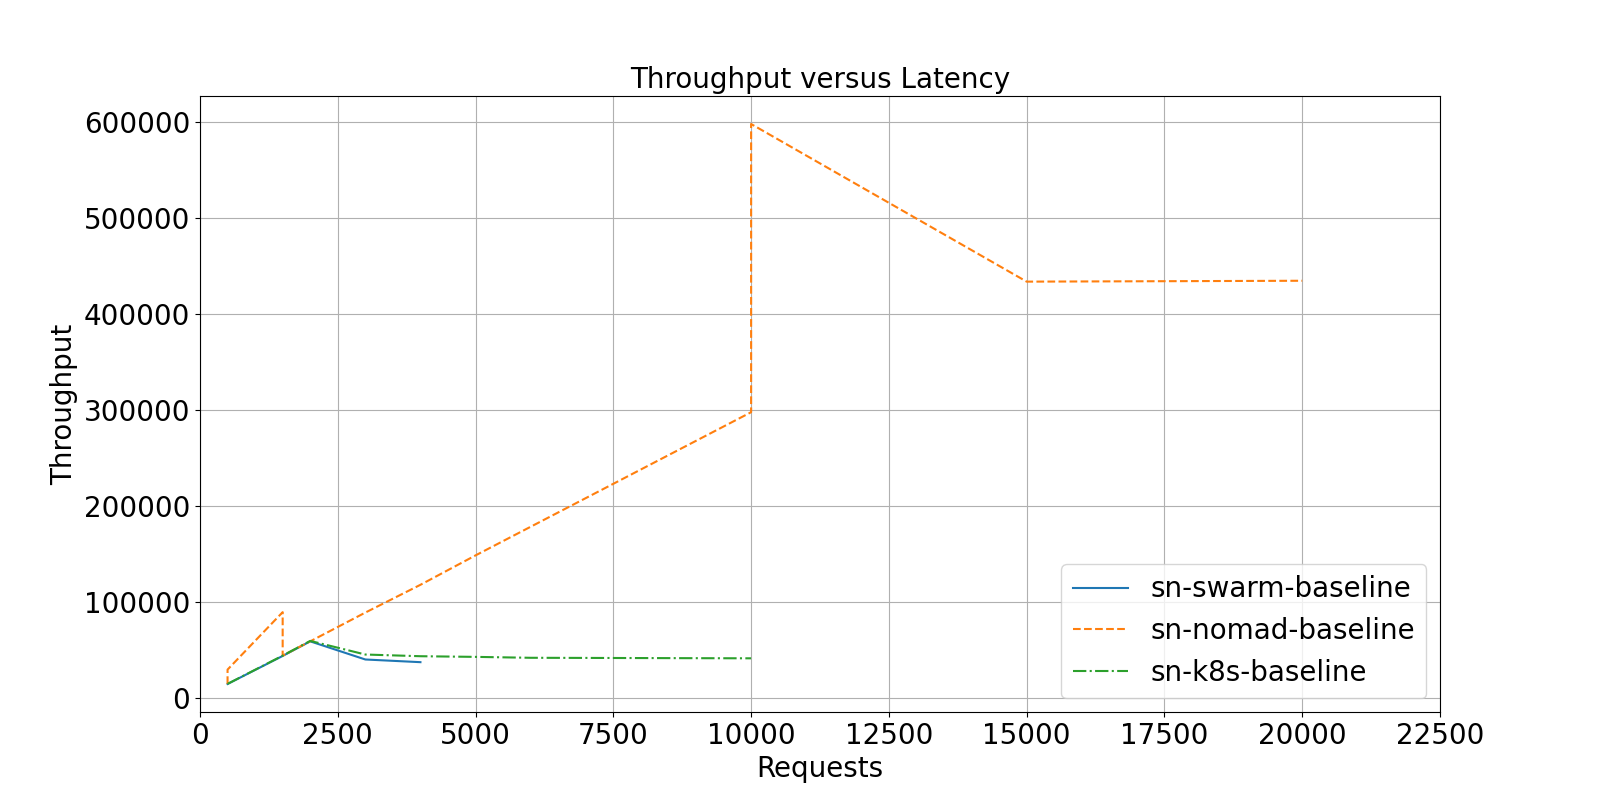 Throughput versus Latency
Throughput
600000
500000
400000
300000
200000
100000
0
0 2500 5000 7500 10000 12500 15000 17500 20000 22500
Requests
sn-swarm-baseline
sn-nomad-baseline
sn-k8s-baseline